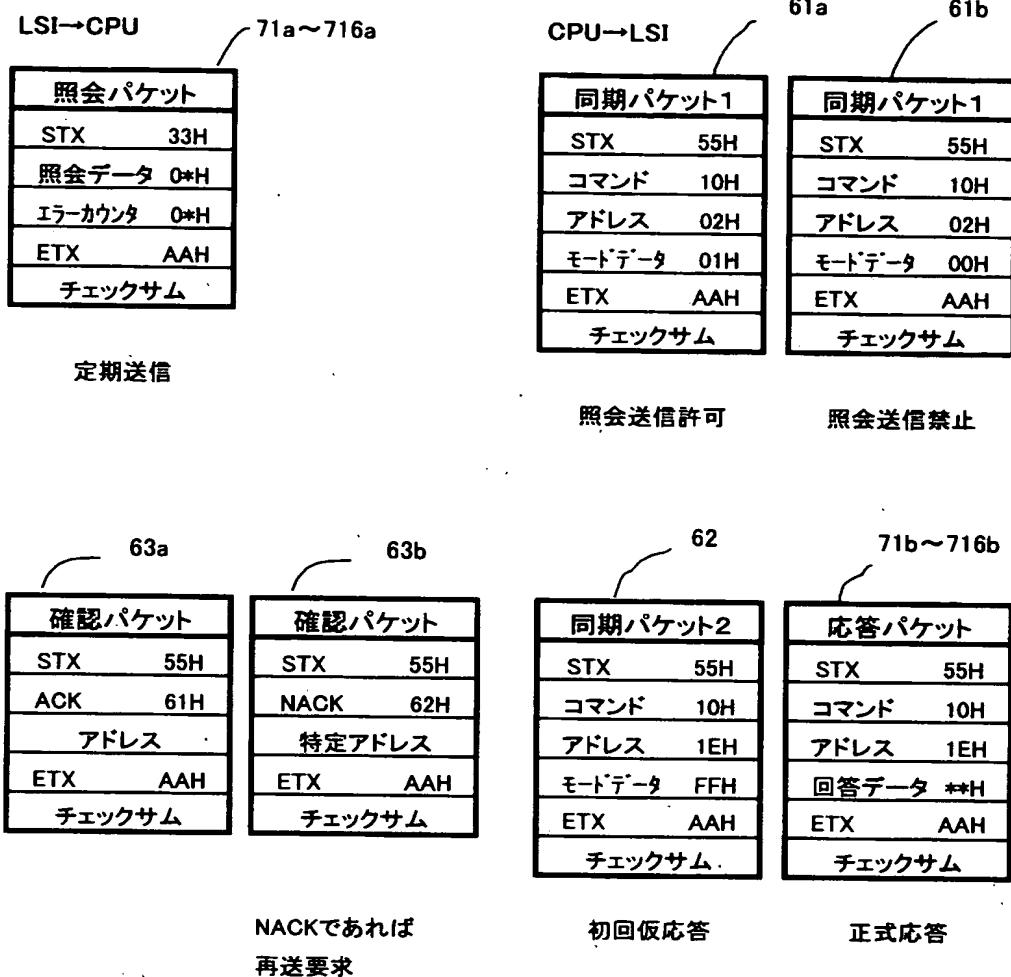 LSI→CPU
71a～716a
照会パケット
STX 33H
照会データ 0*H
エラーカウンタ 0*H
ETX AAH
チェックサム
定期送信
CPU→LSI
61a
同期パケット1
STX 55H
コマンド 10H
アドレス 02H
モードデータ 01H
ETX AAH
チェックサム
照会送信許可
61b
同期パケット1
STX 55H
コマンド 10H
アドレス 02H
モードデータ 00H
ETX AAH
チェックサム
照会送信禁止
63a
確認パケット
STX 55H
ACK 61H
アドレス
ETX AAH
チェックサム
63b
確認パケット
STX 55H
NACK 62H
特定アドレス
ETX AAH
チェックサム
NACKであれば
再送要求
62
同期パケット2
STX 55H
コマンド 10H
アドレス 1EH
モードデータ FFH
ETX AAH
チェックサム
初回仮応答
71b～716b
応答パケット
STX 55H
コマンド 10H
アドレス 1EH
回答データ **H
ETX AAH
チェックサム
正式応答